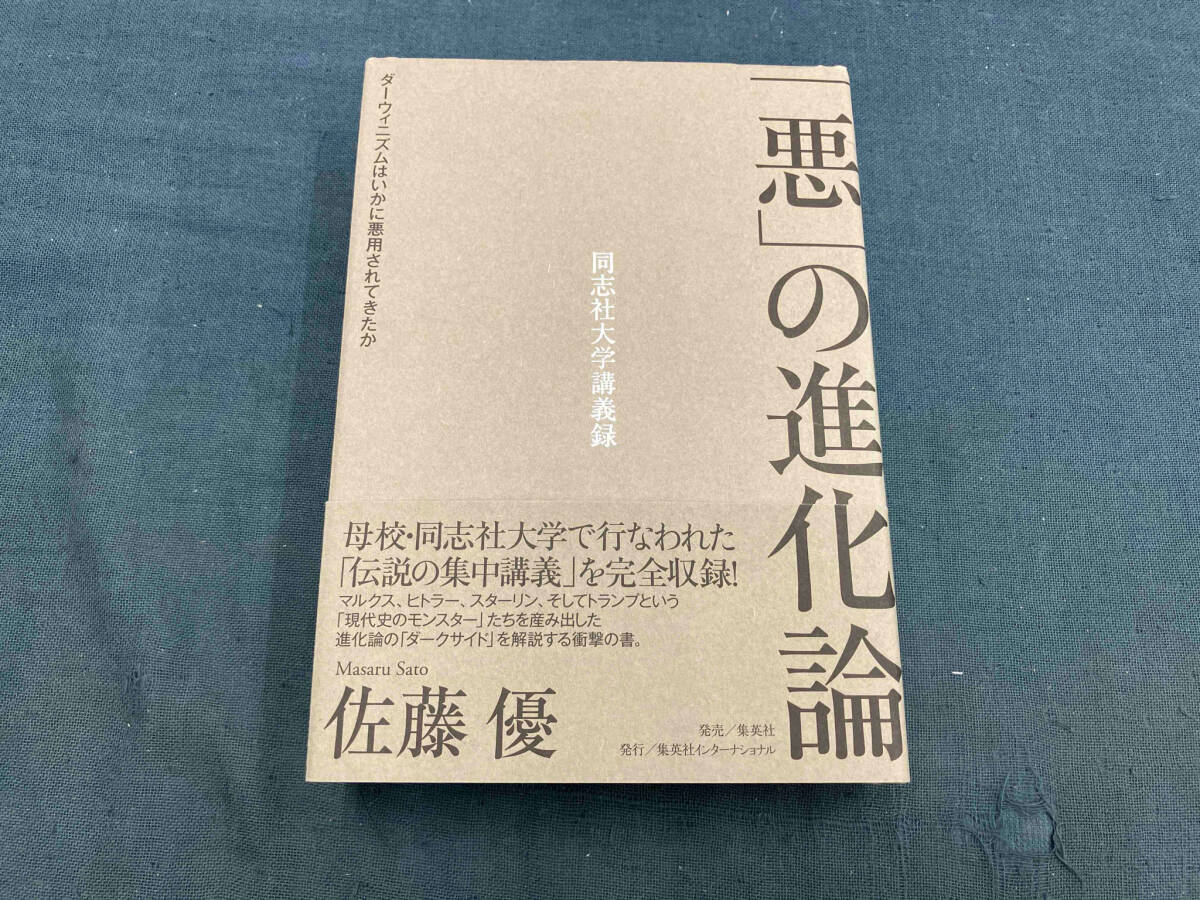 「悪」の進化論
同志社大学講義録
ダーウィニズムはいかに悪用されてきたか
母校・同志社大学で行なわれた
「伝説の集中講義」を完全収録!
マルクス、ヒトラー、スターリン、そしてトランプという
「現代史のモンスター」たちを産み出した
進化論の「ダークサイド」を解説する衝撃の書。
Masaru Sato
佐藤 優
発売／集英社
発行／集英社インターナショナル